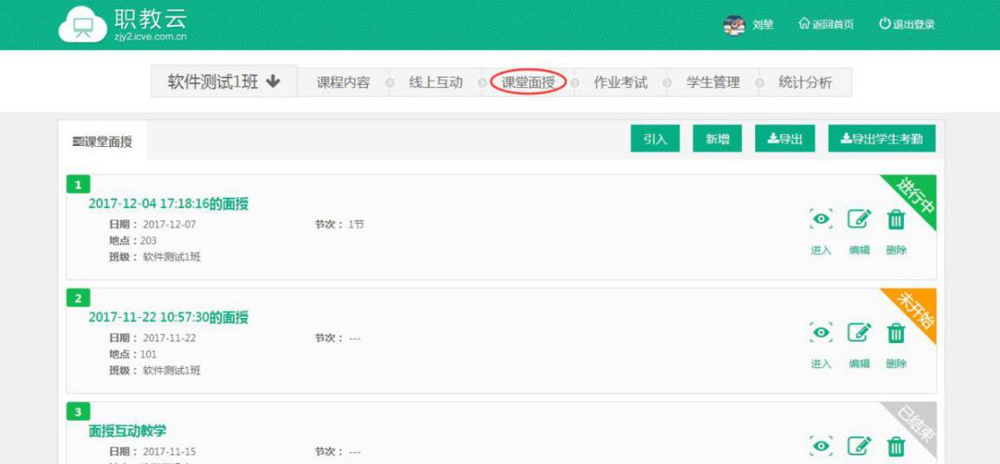 职教云
zjy2.icve.com.cn
刘堃 返回首页 退出登录
软件测试1班 课程内容 线上互动 课堂面授 作业考试 学生管理 统计分析
课堂面授 引入 新增 导出 导出学生考勤
1
进行中
2017-12-04 17:18:16的面授
日期：2017-12-07 节次：1节
地点：203
班级：软件测试1班
进入 编辑 删除
2
未开始
2017-11-22 10:57:30的面授
日期：2017-11-22 节次：---
地点：101
班级：软件测试1班
进入 编辑 删除
3
已结束
面授互动教学
日期：2017-11-15 节次：---